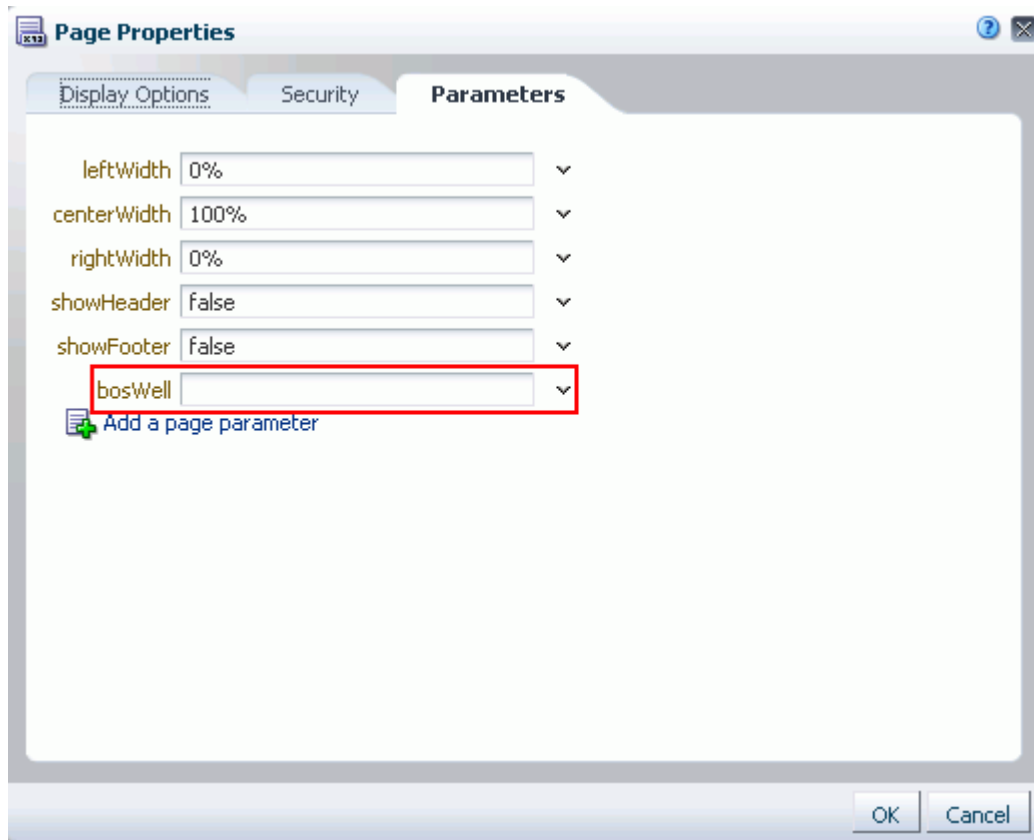 Page Properties
Display Options Security Parameters
leftWidth 0%
centerWidth 100%
rightWidth 0%
showHeader false
showFooter false
bosWell
Add a page parameter
OK Cancel